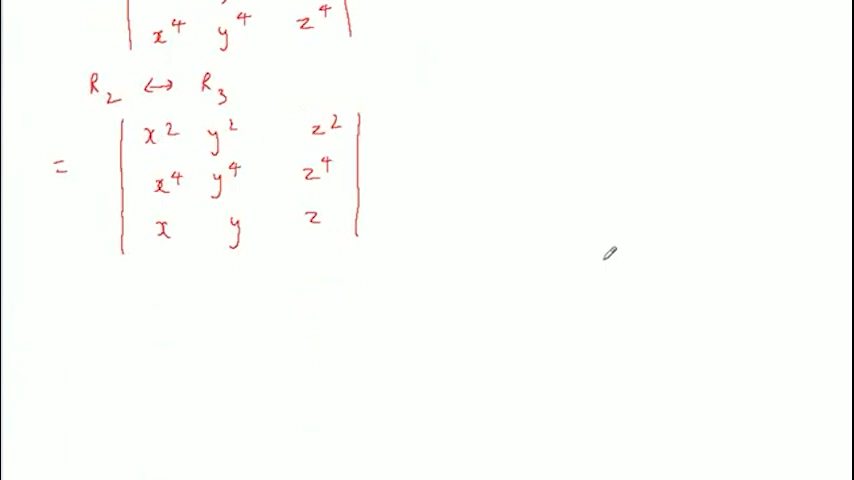 x⁴ y⁴ z⁴
R₂ ↔ R₃
| x² y² z² |
= | x⁴ y⁴ z⁴ |
| x y z |